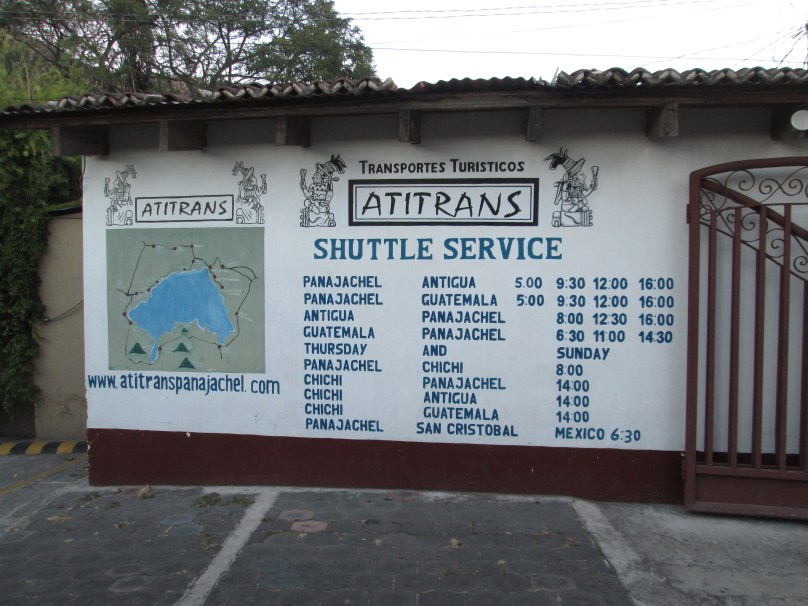 ATITRANS
www.atitranspanajachel.com
TRANSPORTES TURISTICOS
ATITRANS
SHUTTLE SERVICE
PANAJACHEL ANTIGUA 5.00 9:30 12:00 16:00
PANAJACHEL GUATEMALA 5:00 9:30 12:00 16:00
ANTIGUA PANAJACHEL 8:00 12:30 16:00
GUATEMALA PANAJACHEL 6:30 11:00 14:30
THURSDAY AND SUNDAY
PANAJACHEL CHICHI 8:00
CHICHI PANAJACHEL 14:00
CHICHI ANTIGUA 14:00
CHICHI GUATEMALA 14:00
PANAJACHEL SAN CRISTOBAL MEXICO 6:30